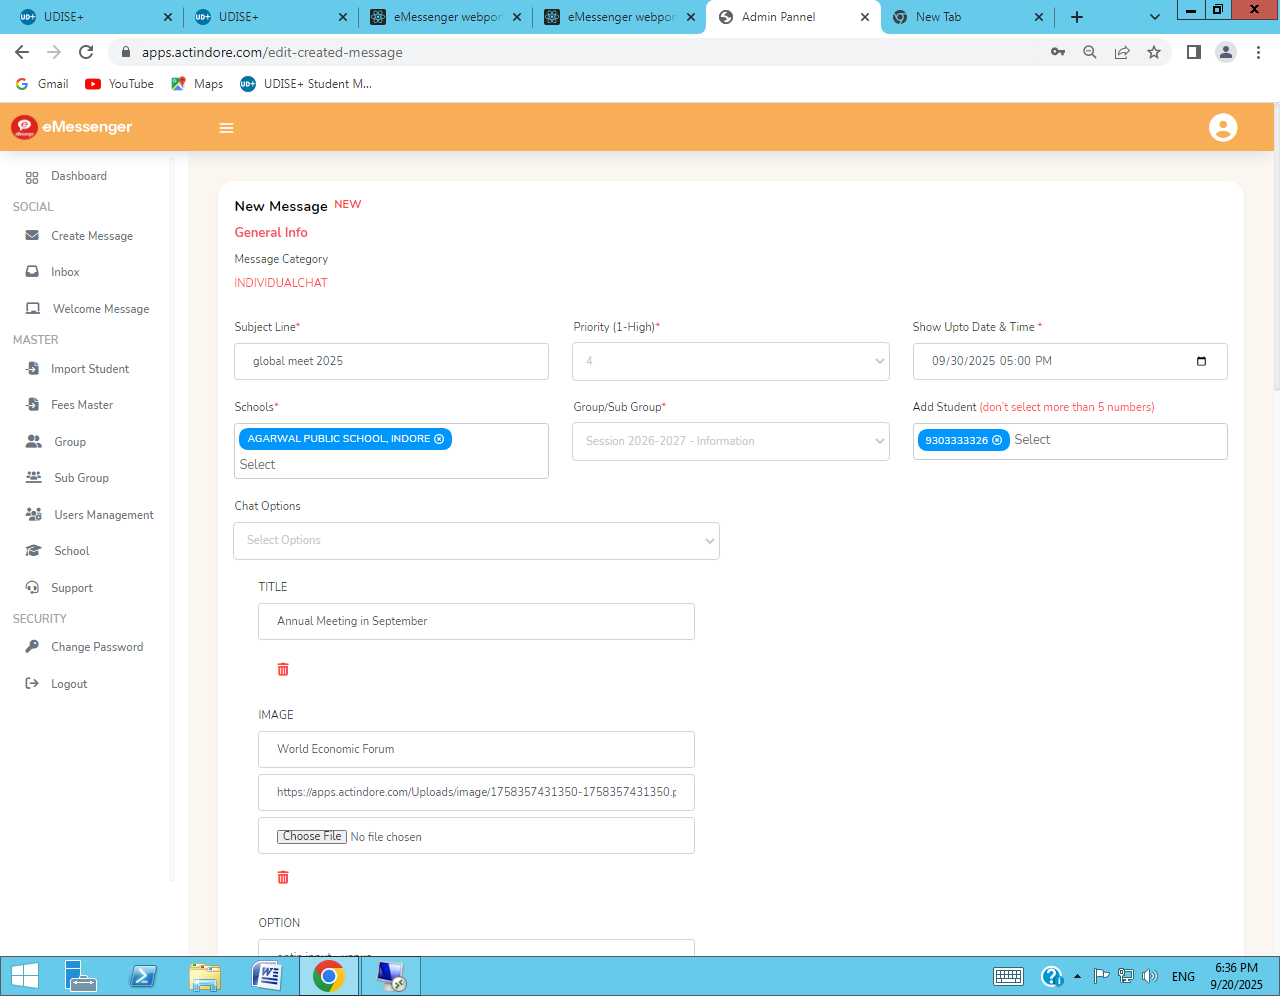 UDISE+
UDISE+
eMessenger webpor
eMessenger webpor
Admin Pannel
New Tab
apps.actindore.com/edit-created-message
Gmail
YouTube
Maps
UDISE+ Student M...
eMessenger
Dashboard
SOCIAL
Create Message
Inbox
Welcome Message
MASTER
Import Student
Fees Master
Group
Sub Group
Users Management
School
Support
SECURITY
Change Password
Logout
New Message NEW
General Info
Message Category
INDIVIDUALCHAT
Subject Line*
global meet 2025
Priority (1-High)*
4
Show Upto Date & Time *
09/30/2025 05:00 PM
Schools*
AGARWAL PUBLIC SCHOOL, INDORE
Select
Group/Sub Group*
Session 2026-2027 - Information
Add Student (don't select more than 5 numbers)
9303333326 Select
Chat Options
Select Options
TITLE
Annual Meeting in September
IMAGE
World Economic Forum
https://apps.actindore.com/Uploads/image/1758357431350-1758357431350.p
Choose File No file chosen
OPTION
ENG
6:36 PM
9/20/2025